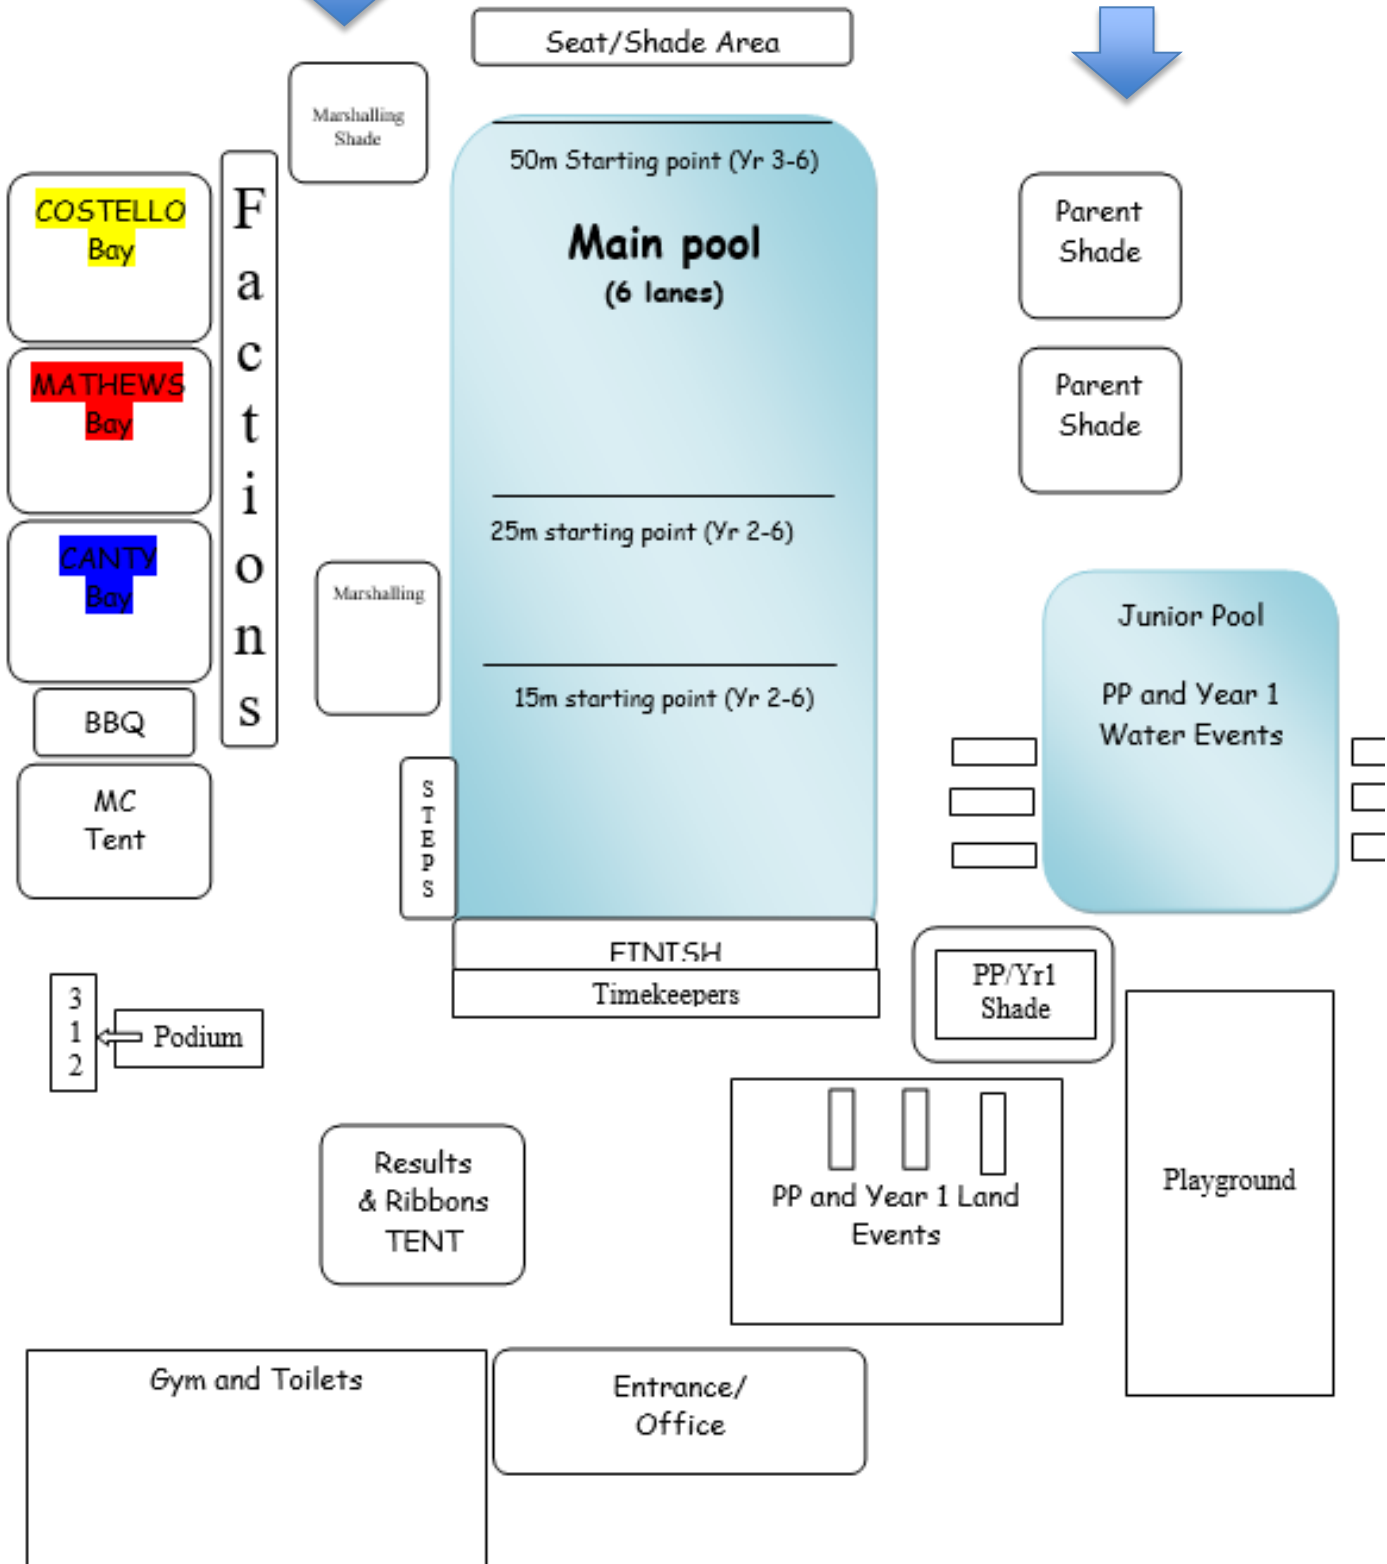 Seat/Shade Area
Marshalling
Shade
50m Starting point (Yr 3-6)
Main pool
(6 lanes)
COSTELLO
Bay
MATHEWS
Bay
CANTY
Bay
F
a
c
t
i
o
n
s
Parent
Shade
Parent
Shade
25m starting point (Yr 2-6)
Marshalling
15m starting point (Yr 2-6)
Junior Pool
PP and Year 1
Water Events
BBQ
MC
Tent
S
T
E
P
S
FINISH
Timekeepers
PP/Yr1
Shade
3
1
2
Podium
Results
& Ribbons
TENT
PP and Year 1 Land
Events
Playground
Gym and Toilets
Entrance/
Office